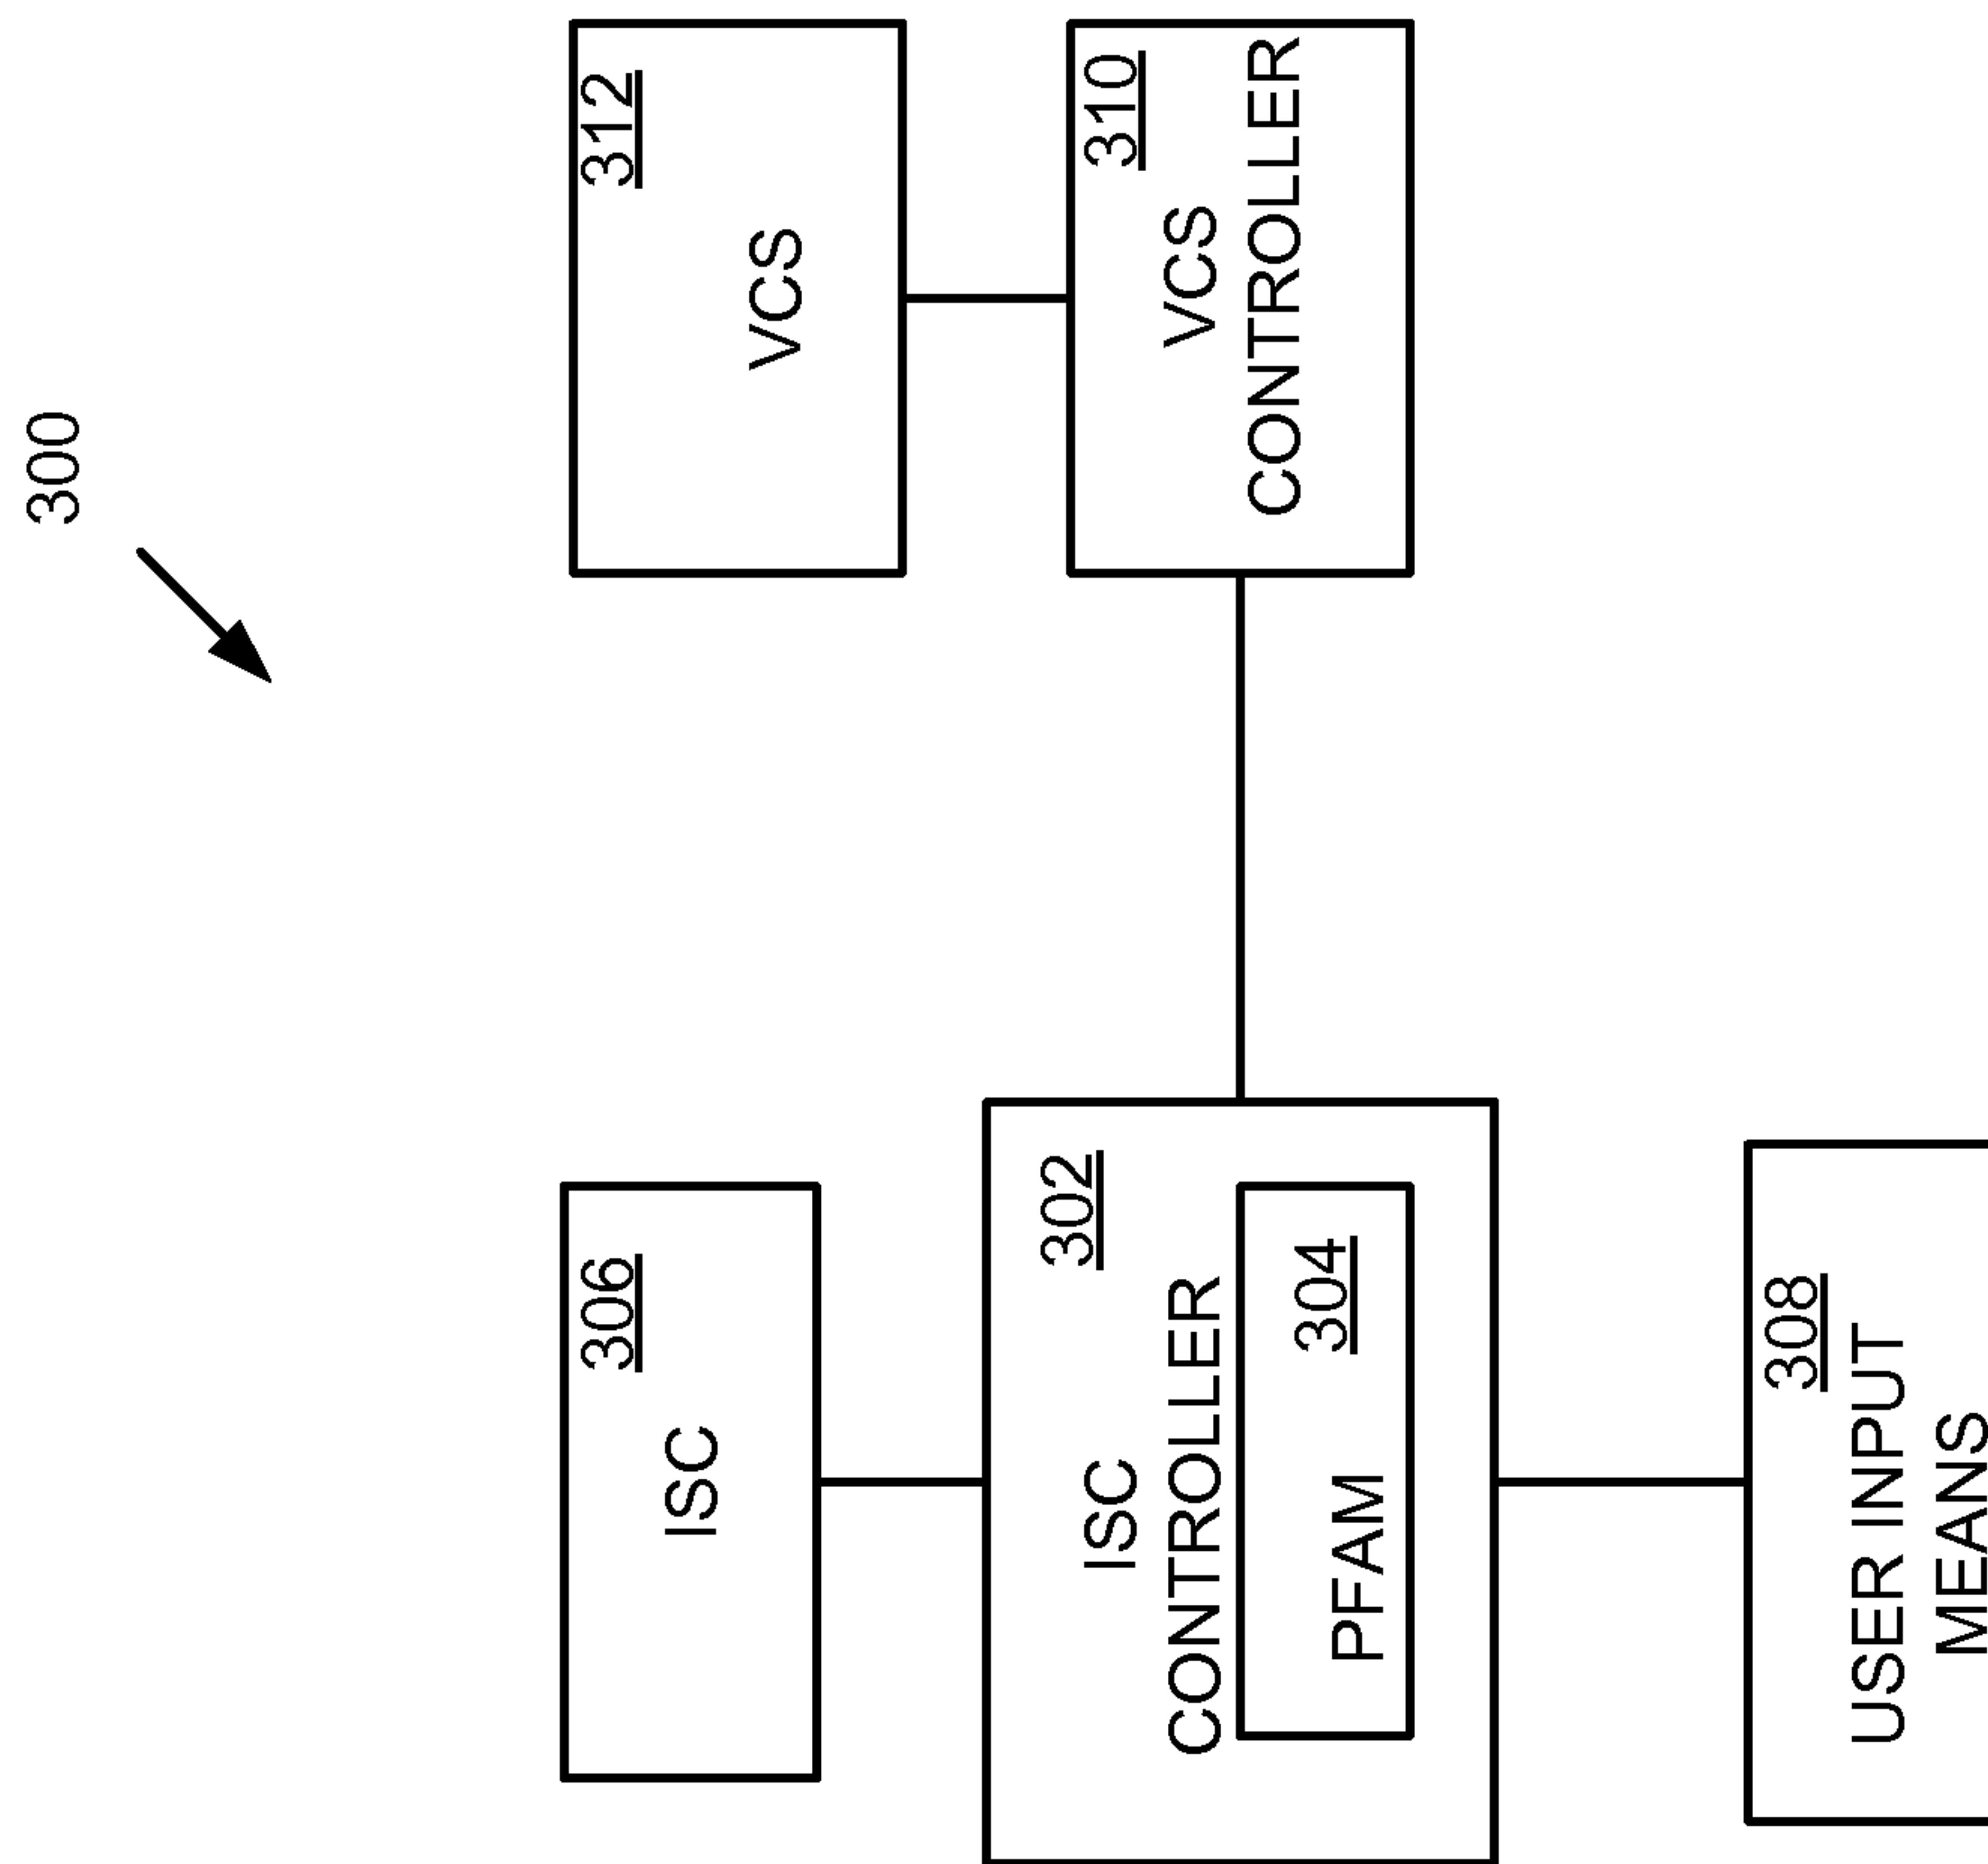 300
306
ISC
312
VCS
302
ISC
CONTROLLER
304
PFAM
310
VCS
CONTROLLER
308
USER INPUT
MEANS